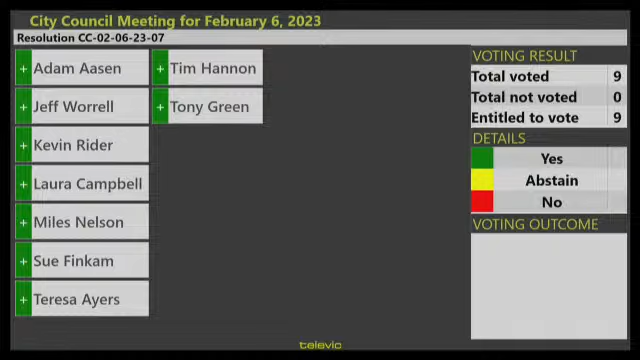 City Council Meeting for February 6, 2023
Resolution CC-02-06-23-07
+ Adam Aasen
+ Jeff Worrell
+ Kevin Rider
+ Laura Campbell
+ Miles Nelson
+ Sue Finkam
+ Teresa Ayers
+ Tim Hannon
+ Tony Green
VOTING RESULT
Total voted 9
Total not voted 0
Entitled to vote 9
DETAILS
Yes
Abstain
No
VOTING OUTCOME
televic